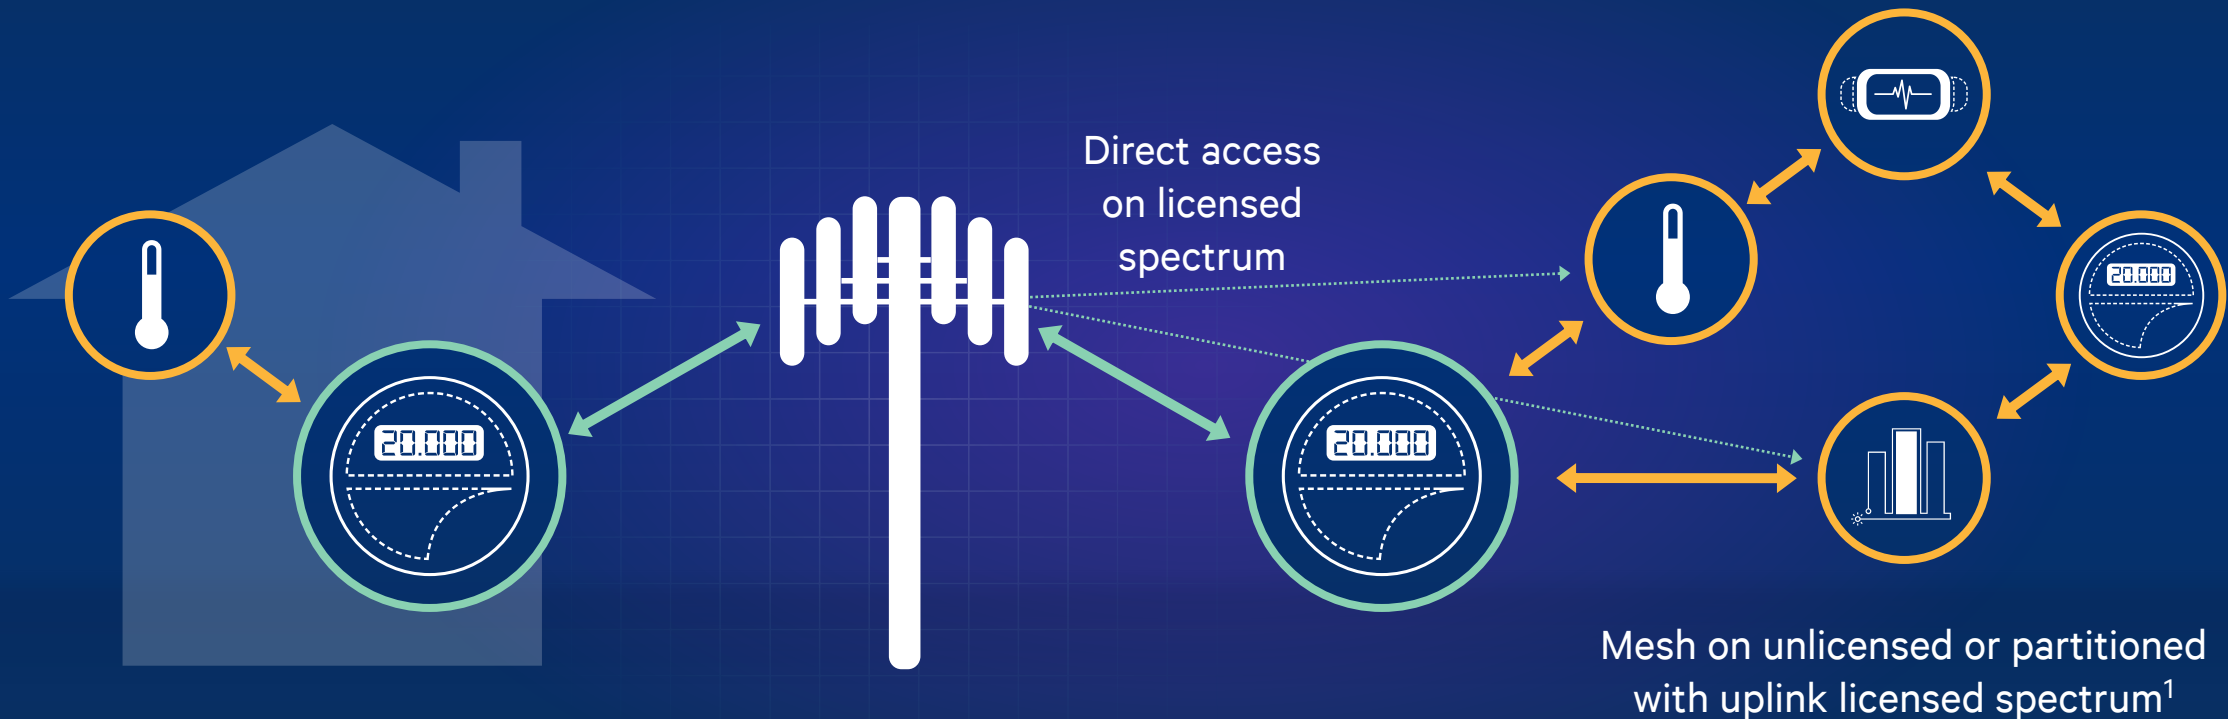 Direct access
on licensed
spectrum
20.000
20.000
20.000
Mesh on unlicensed or partitioned
with uplink licensed spectrum¹